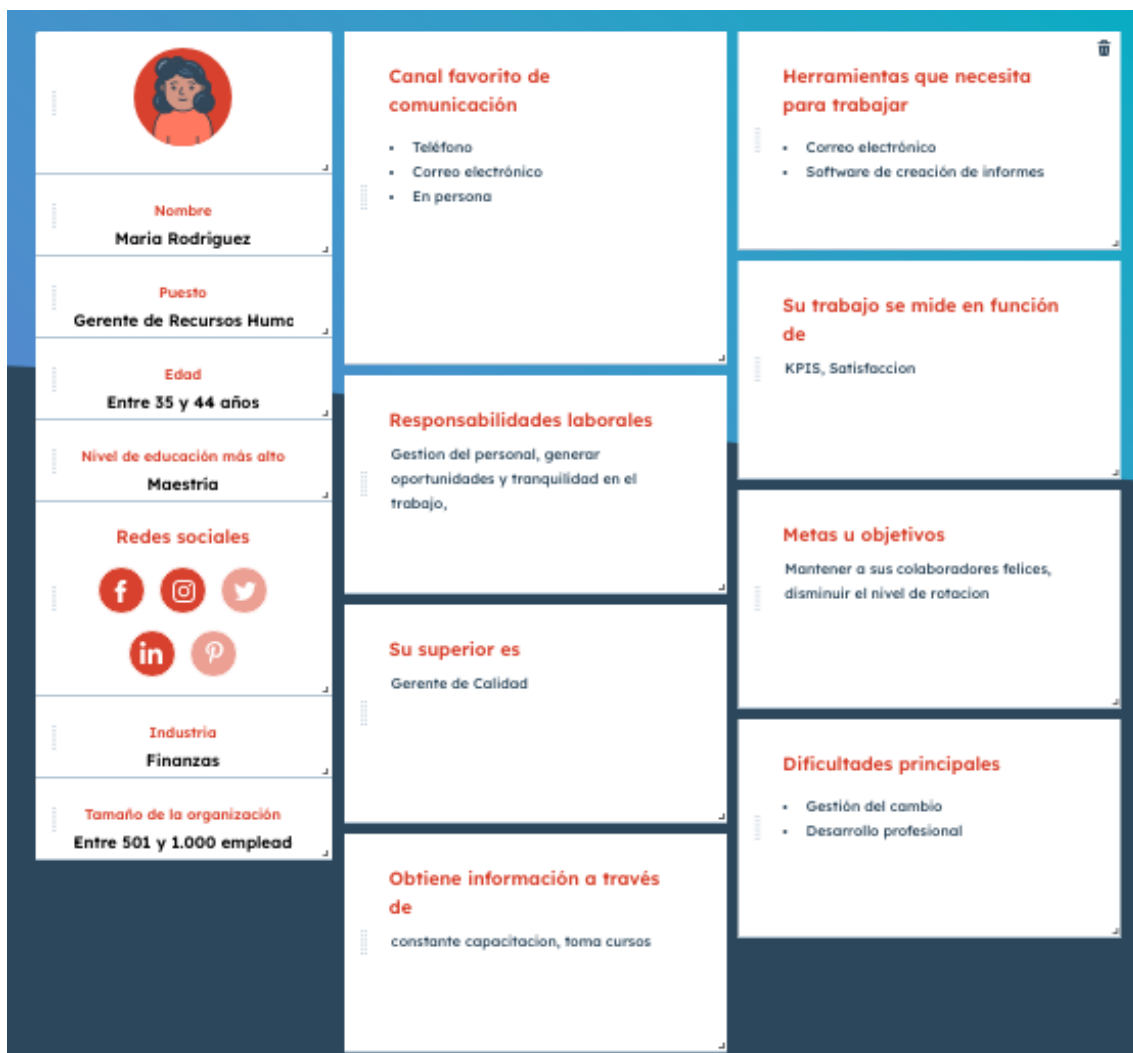 Nombre
Maria Rodriguez
Puesto
Gerente de Recursos Humc
Edad
Entre 35 y 44 años
Nivel de educación más alto
Maestría
Redes sociales
in
Industria
Finanzas
Tamaño de la organización
Entre 501 y 1.000 emplead
Canal favorito de
comunicación
Teléfono
Correo electrónico
En persona
Responsabilidades laborales
Gestion del personal, generar
oportunidades y tranquilidad en el
trabajo,
Su superior es
Gerente de Calidad
Obtiene información a través
de
constante capacitacion, toma cursos
Herramientas que necesita
para trabajar
Correo electrónico
Software de creación de informes
Su trabajo se mide en función
de
KPIS, Satisfaccion
Metas u objetivos
Mantener a sus colaboradores felices,
disminuir el nivel de rotacion
Dificultades principales
Gestión del cambio
Desarrollo profesional